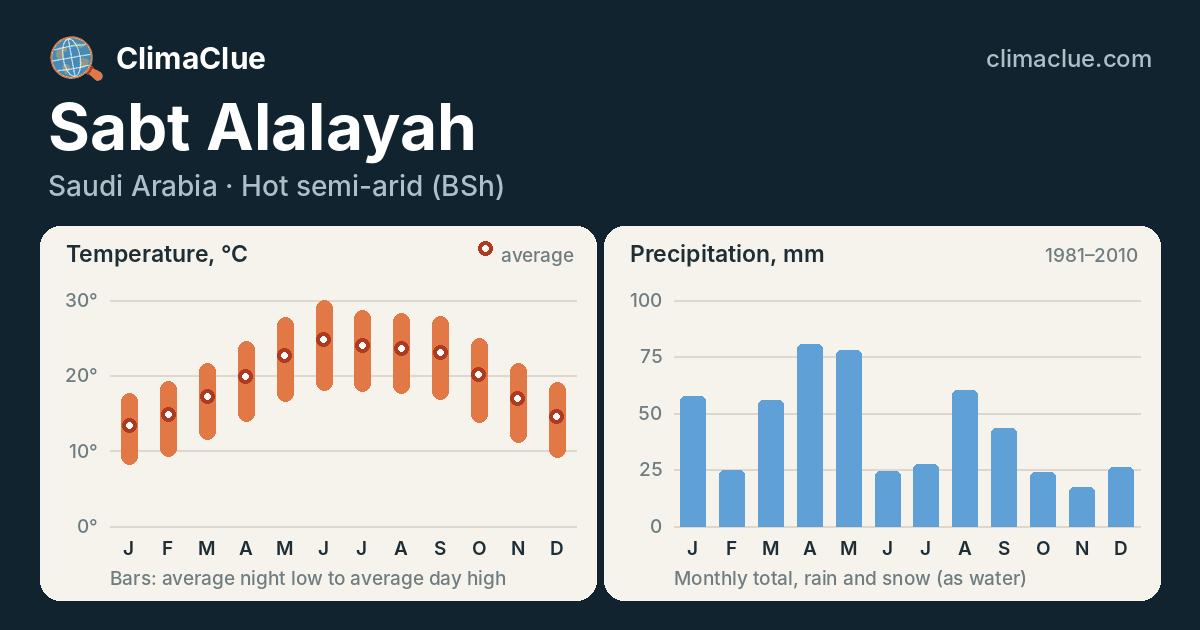 ClimaClue
climaclue.com
Sabt Alalayah
Saudi Arabia · Hot semi-arid (BSh)
Temperature, °C
average
30°
20°
10°
0°
J F M A M J J A S O N D
Bars: average night low to average day high
Precipitation, mm
1981–2010
100
75
50
25
0
J F M A M J J A S O N D
Monthly total, rain and snow (as water)